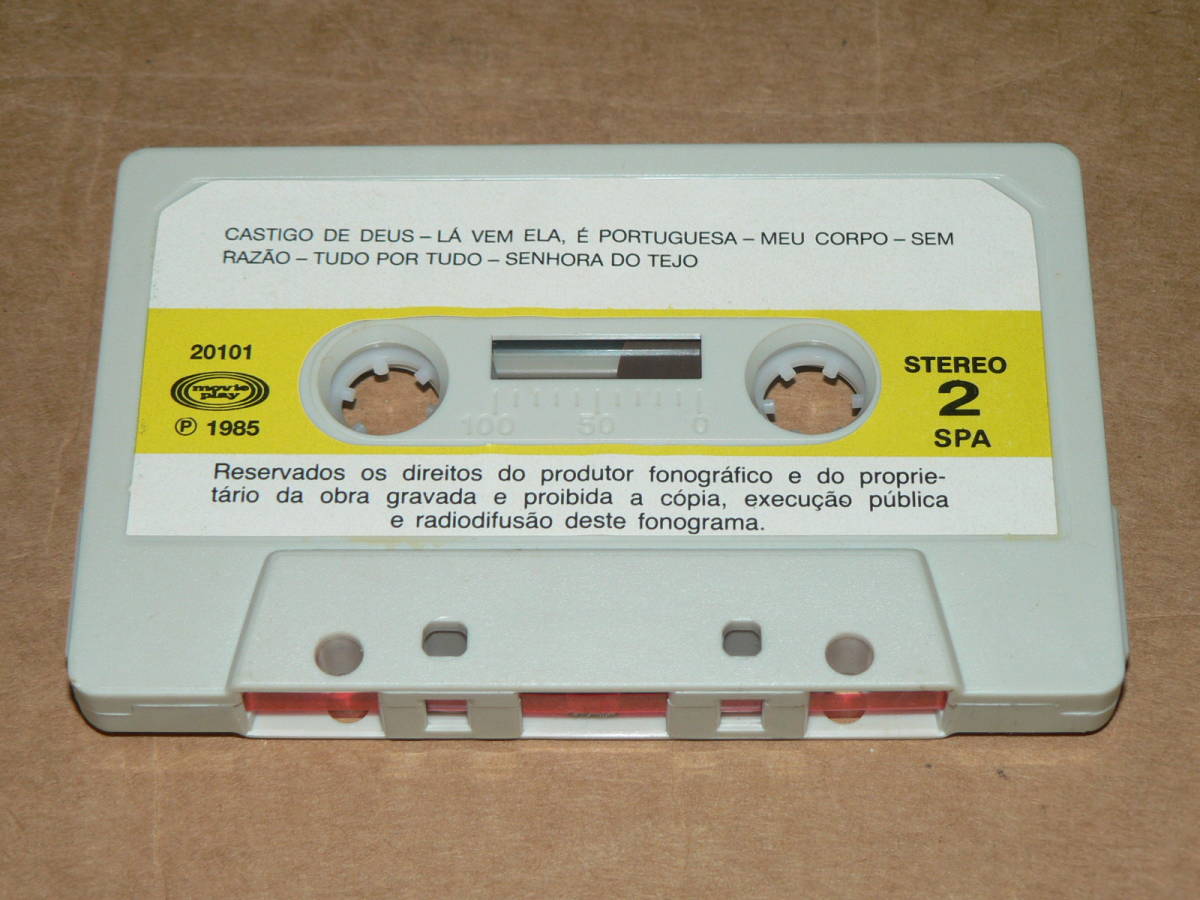 CASTIGO DE DEUS – LÁ VEM ELA, É PORTUGUESA – MEU CORPO – SEM
RAZÃO – TUDO POR TUDO – SENHORA DO TEJO
20101
movie
play
Ⓟ 1985
100 50 0
STEREO
2
SPA
Reservados os direitos do produtor fonográfico e do proprie-
tário da obra gravada e proibida a cópia, execução pública
e radiodifusão deste fonograma.